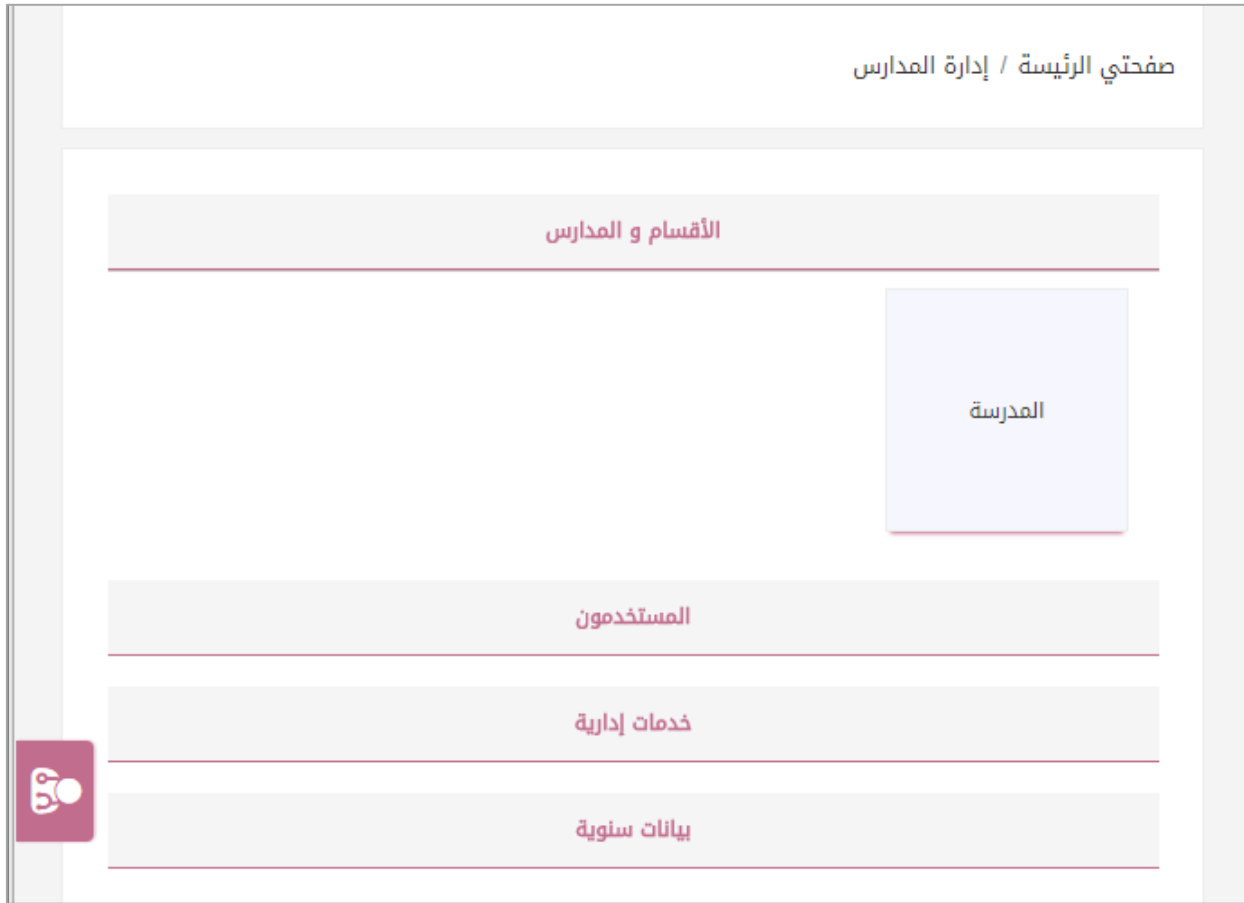 صفحتي الرئيسة / إدارة المدارس
الأقسام و المدارس
المدرسة
المستخدمون
خدمات إدارية
بيانات سنوية